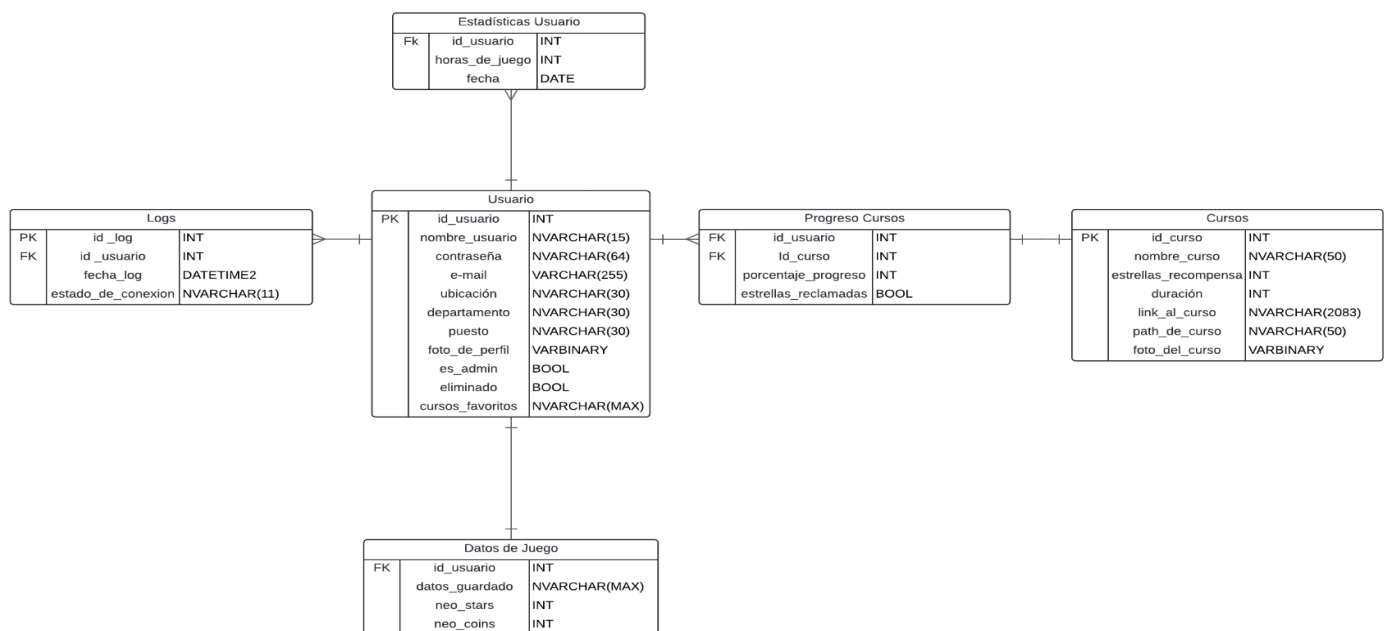 Estadísticas Usuario
Fk id_usuario INT
horas_de_juego INT
fecha DATE
Logs
PK id _log INT
FK id _usuario INT
fecha_log DATETIME2
estado_de_conexion NVARCHAR(11)
Usuario
PK id_usuario INT
nombre_usuario NVARCHAR(15)
contraseña NVARCHAR(64)
e-mail VARCHAR(255)
ubicación NVARCHAR(30)
departamento NVARCHAR(30)
puesto NVARCHAR(30)
foto_de_perfil VARBINARY
es_admin BOOL
eliminado BOOL
cursos_favoritos NVARCHAR(MAX)
Progreso Cursos
FK id_usuario INT
FK Id_curso INT
porcentaje_progreso INT
estrellas_reclamadas BOOL
Cursos
PK id_curso INT
nombre_curso NVARCHAR(50)
estrellas_recompensa INT
duración INT
link_al_curso NVARCHAR(2083)
path_de_curso NVARCHAR(50)
foto_del_curso VARBINARY
Datos de Juego
FK id_usuario INT
datos_guardado NVARCHAR(MAX)
neo_stars INT
neo_coins INT